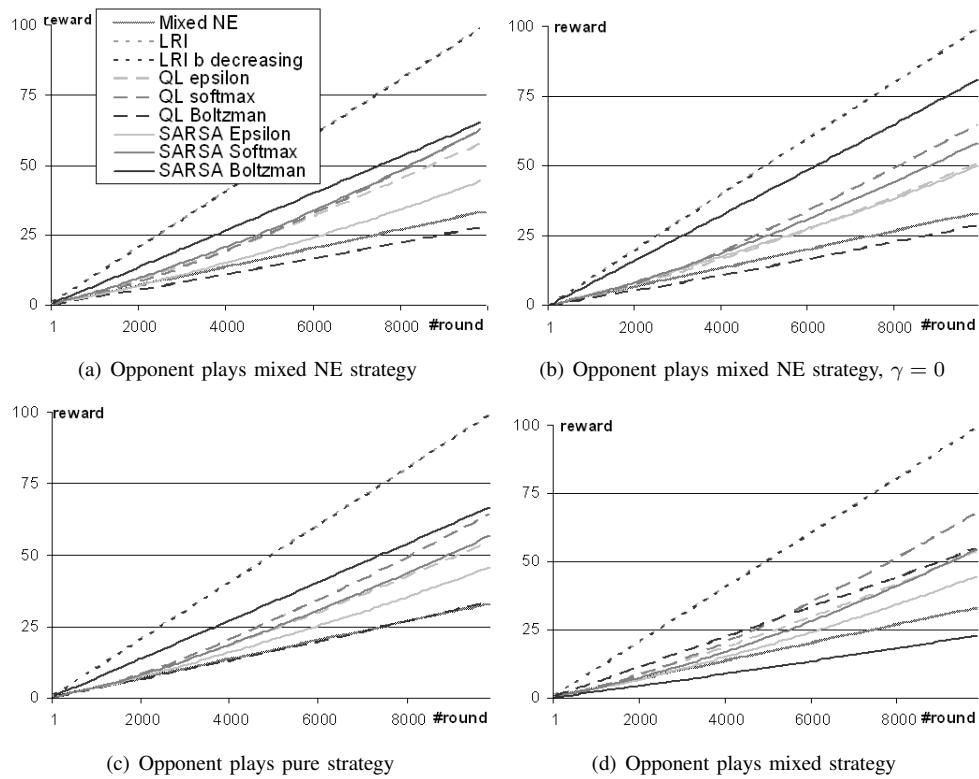 100 reward
Mixed NE
LRI
LRI b decreasing
QL epsilon
QL softmax
QL Boltzman
SARSA Epsilon
SARSA Softmax
SARSA Boltzman
75
50
25
0
1 2000 4000 6000 8000 #round
(a) Opponent plays mixed NE strategy
100 reward
75
50
25
0
1 2000 4000 6000 8000 #round
(b) Opponent plays mixed NE strategy, γ = 0
100 reward
75
50
25
0
1 2000 4000 6000 8000 #round
(c) Opponent plays pure strategy
100 reward
75
50
25
0
1 2000 4000 6000 8000 #round
(d) Opponent plays mixed strategy